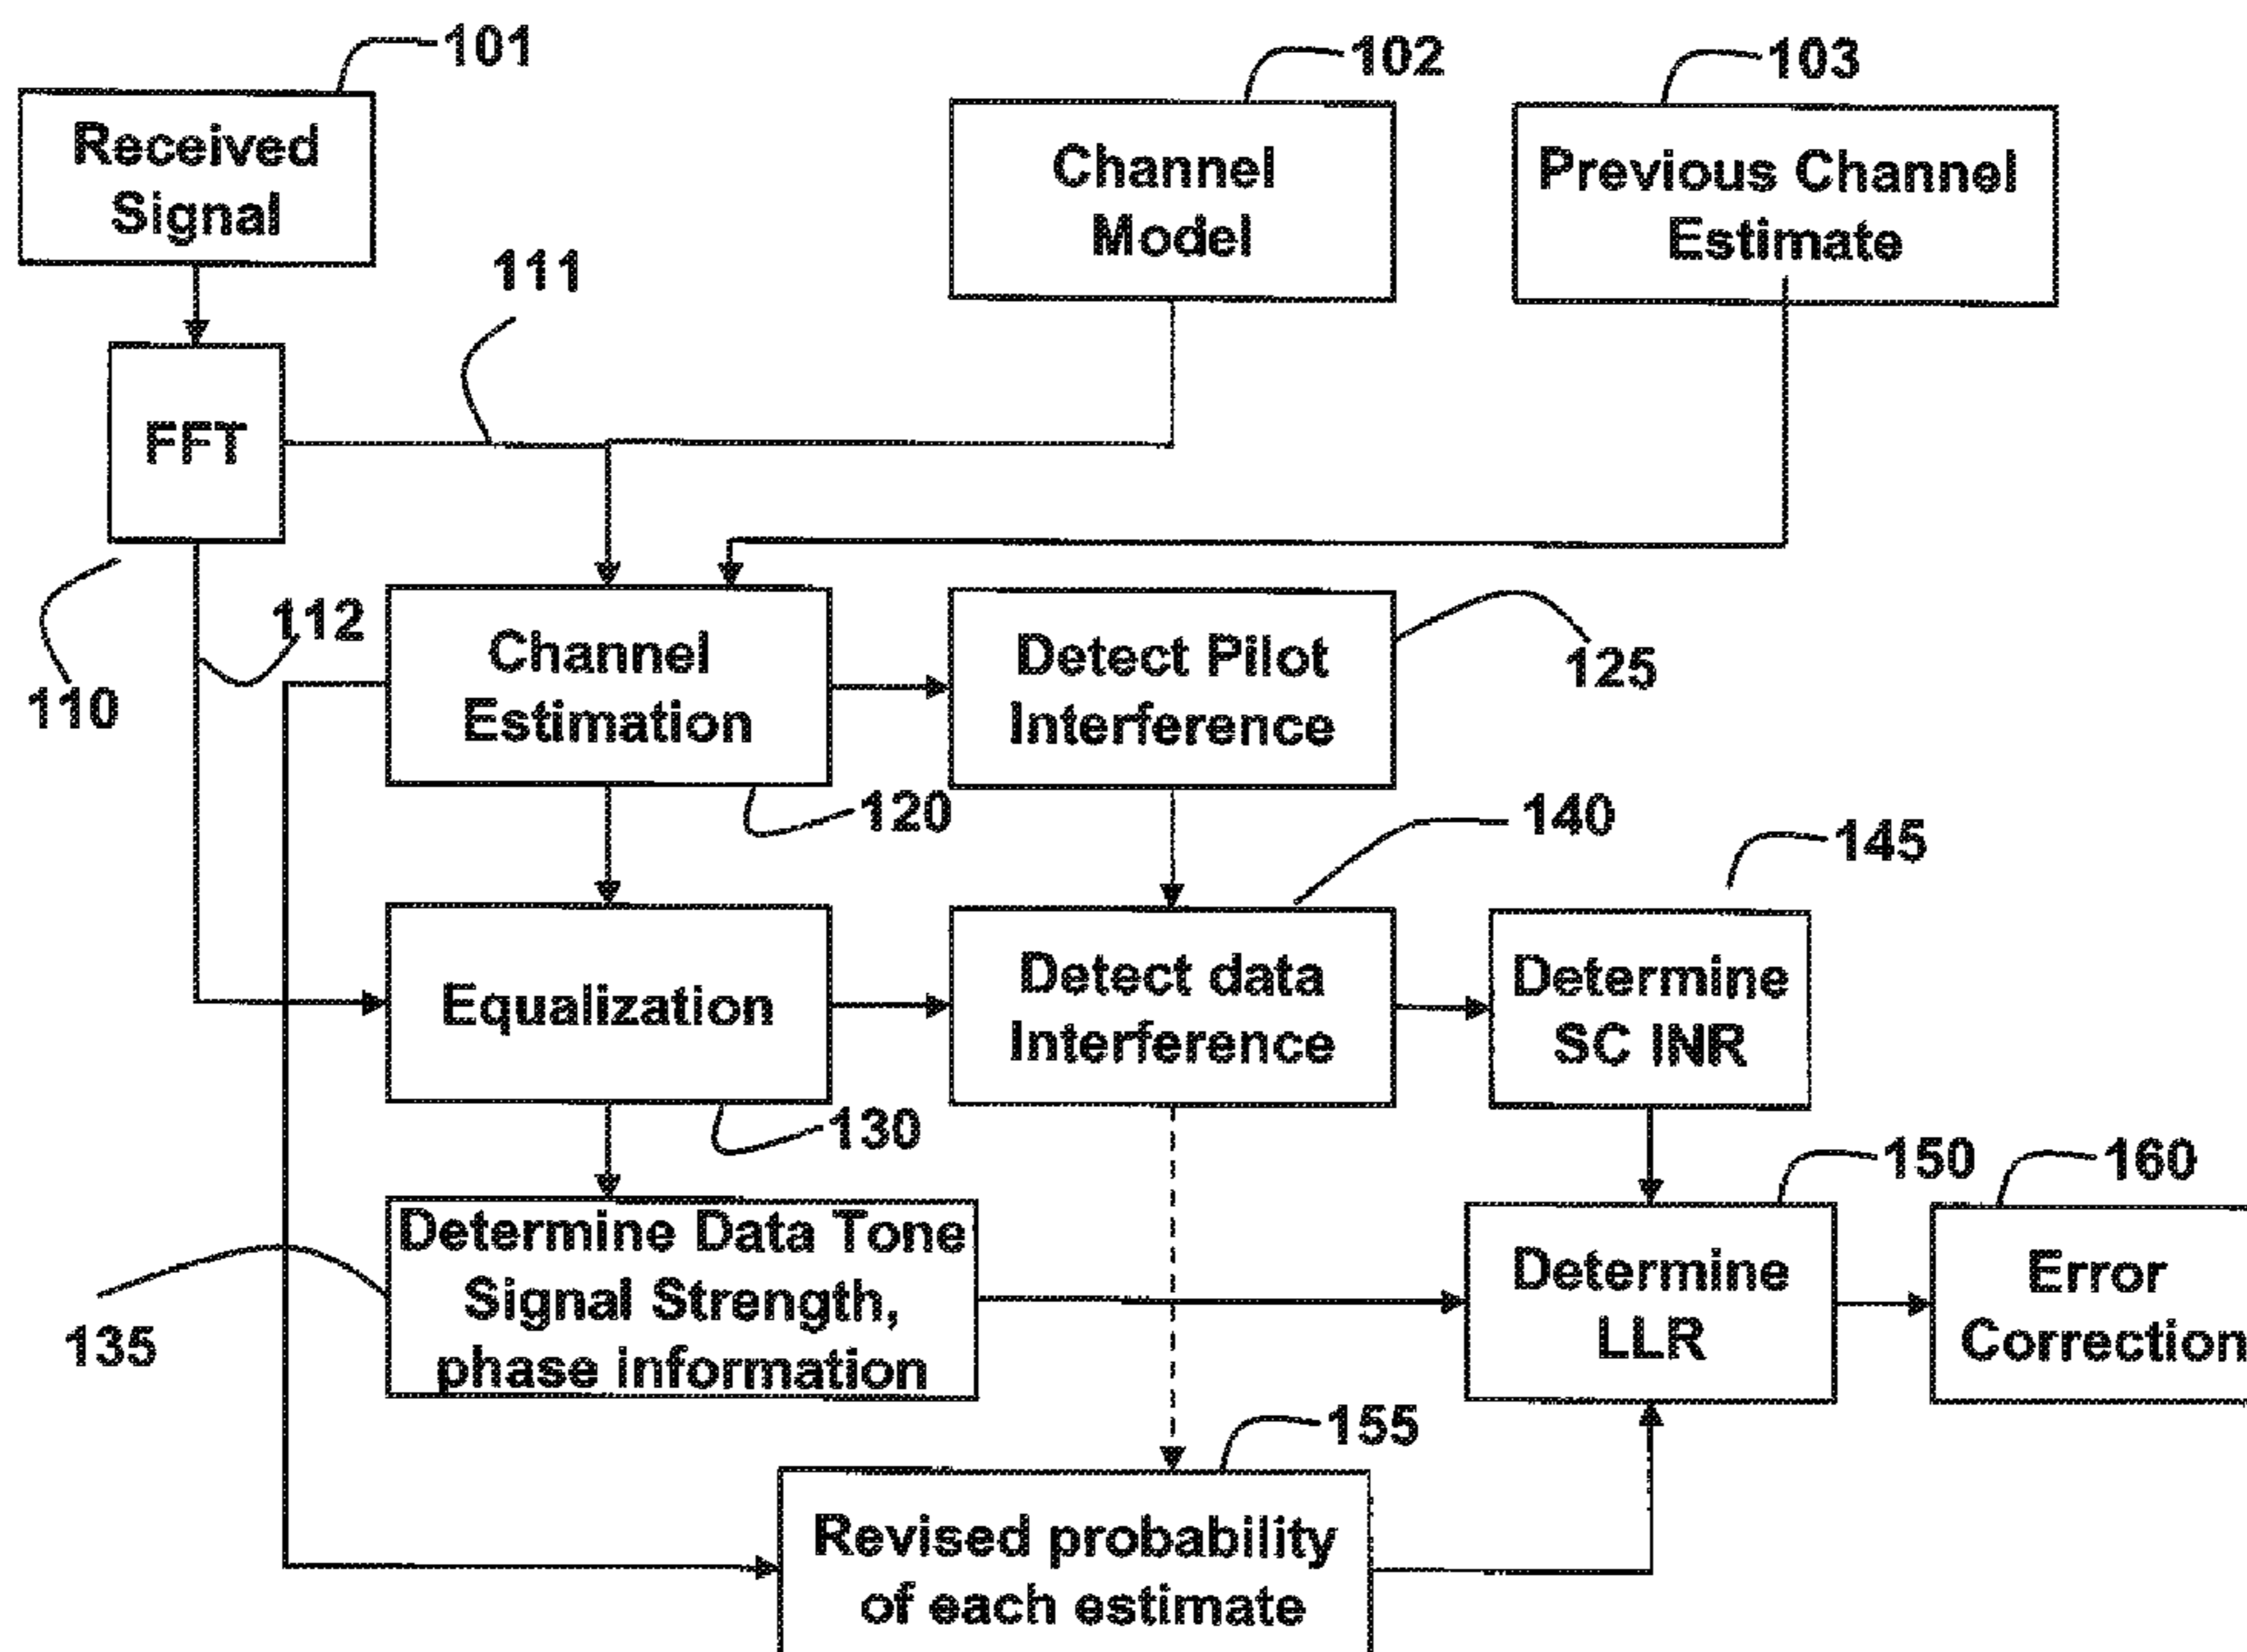 101
102
103
Received
Signal
Channel
Model
Previous Channel
Estimate
111
FFT
110
112
Channel
Estimation
120
Detect Pilot
Interference
125
140
145
Equalization
130
Detect data
Interference
Determine
SC INR
150
160
Determine Data Tone
Signal Strength,
phase information
135
Determine
LLR
Error
Correction
155
Revised probability
of each estimate